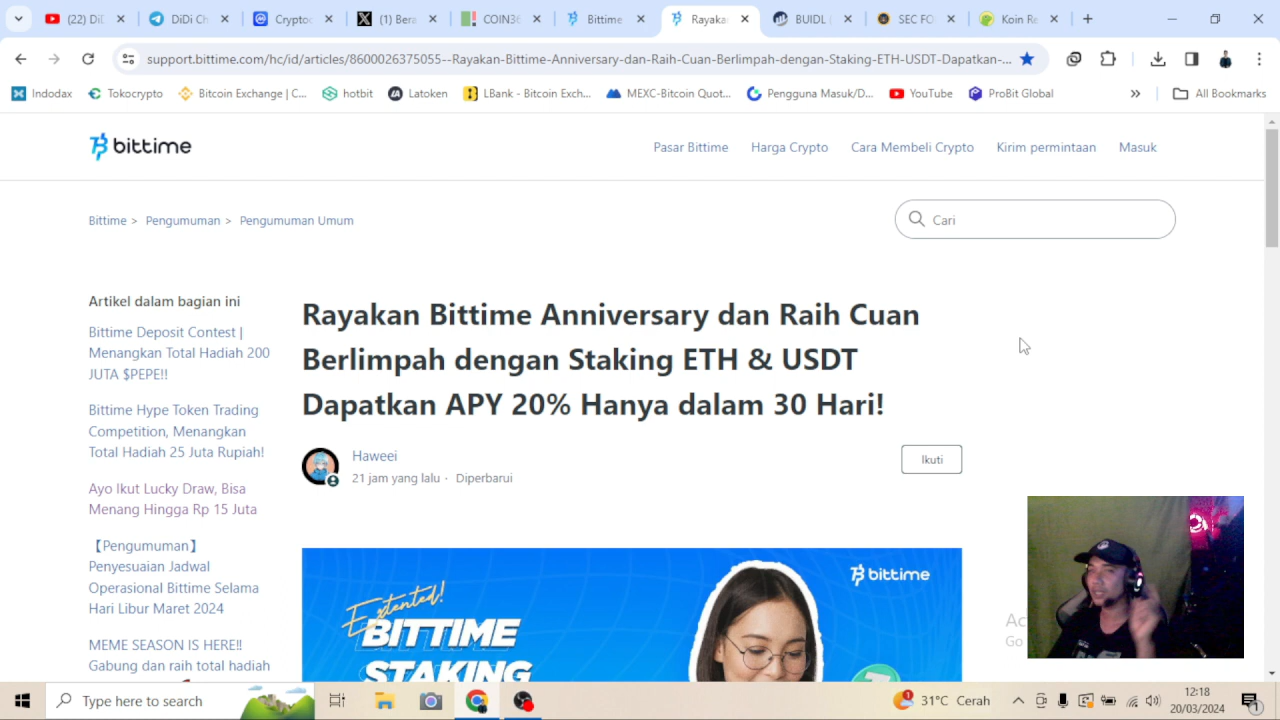 (22) DiD
DiDi Ch
Crypto
(1) Bera
COIN36
Bittime
Rayaka
BUIDL (
SEC FO
Koin Re
support.bittime.com/hc/id/articles/8600026375055--Rayakan-Bittime-Anniversary-dan-Raih-Cuan-Berlimpah-dengan-Staking-ETH-USDT-Dapatkan-...
Indodax
Tokocrypto
Bitcoin Exchange | C...
hotbit
Latoken
LBank - Bitcoin Exch...
MEXC-Bitcoin Quot...
Pengguna Masuk/D...
YouTube
ProBit Global
All Bookmarks
bittime
Pasar Bittime
Harga Crypto
Cara Membeli Crypto
Kirim permintaan
Masuk
Bittime > Pengumuman > Pengumuman Umum
Cari
Artikel dalam bagian ini
Bittime Deposit Contest |
Menangkan Total Hadiah 200
JUTA $PEPE!!
Bittime Hype Token Trading
Competition, Menangkan
Total Hadiah 25 Juta Rupiah!
Ayo Ikut Lucky Draw, Bisa
Menang Hingga Rp 15 Juta
【Pengumuman】
Penyesuaian Jadwal
Operasional Bittime Selama
Hari Libur Maret 2024
MEME SEASON IS HERE!!
Gabung dan raih total hadiah
Rayakan Bittime Anniversary dan Raih Cuan
Berlimpah dengan Staking ETH & USDT
Dapatkan APY 20% Hanya dalam 30 Hari!
Haweei
21 jam yang lalu · Diperbarui
Ikuti
bittime
Extented!
BITTIME
STAKING
Ac
Go
Type here to search
31°C Cerah
12:18
20/03/2024
1
1